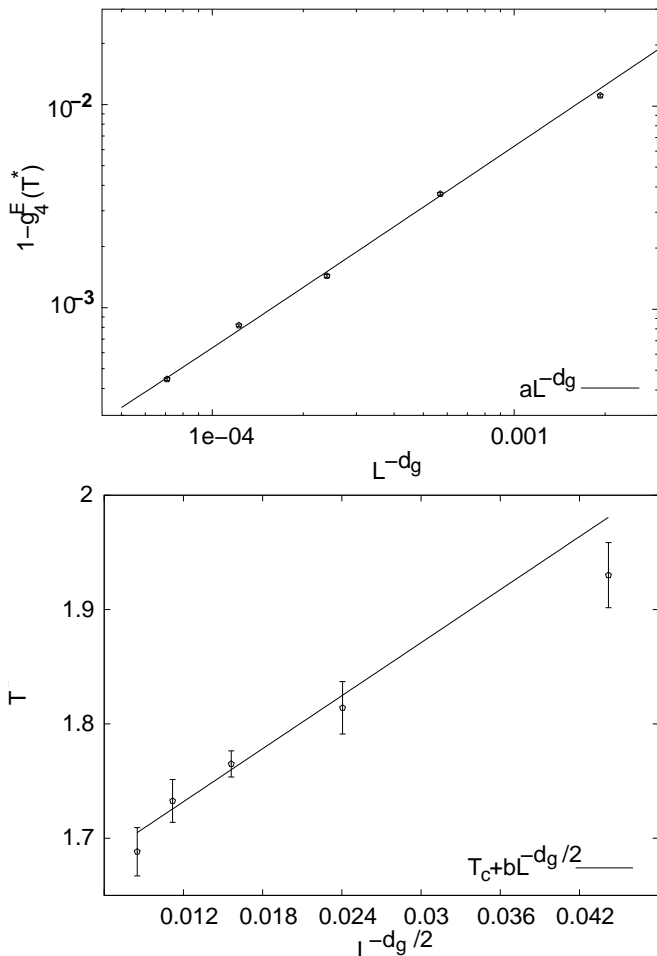 10⁻²
10⁻³
1−g₄ᴱ(T*)
aL^−d_g
1e−04 0.001
L^−d_g
2
1.9
1.8
1.7
T
T_c+bL^−d_g/2
0.012 0.018 0.024 0.03 0.036 0.042
L^−d_g/2